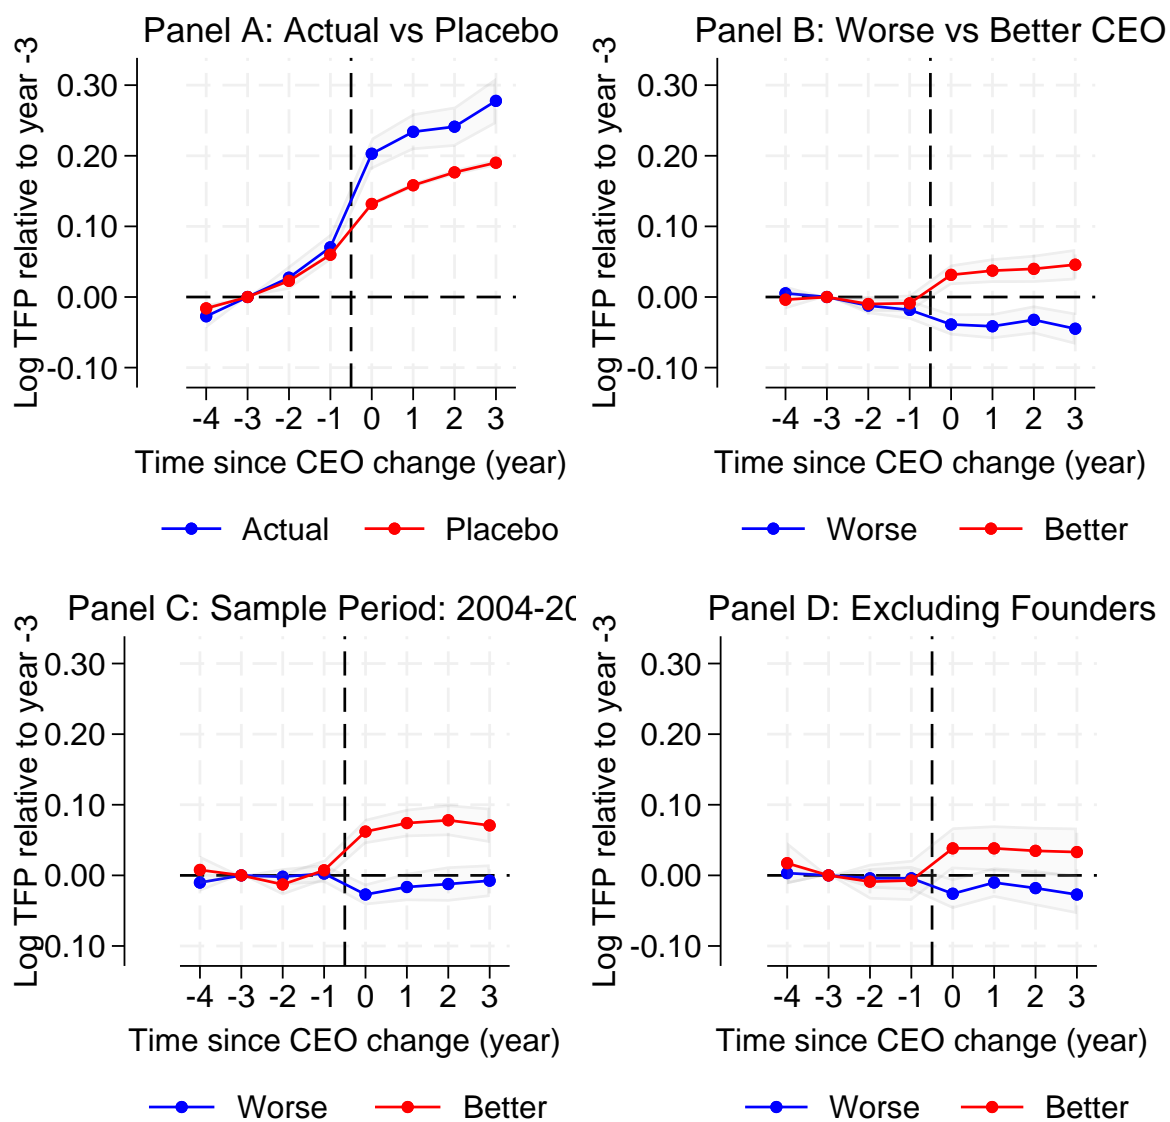 Panel A: Actual vs Placebo
Log TFP relative to year -3
0.30
0.20
0.10
0.00
-0.10
-4 -3 -2 -1 0 1 2 3
Time since CEO change (year)
Actual Placebo
Panel B: Worse vs Better CEO
Log TFP relative to year -3
0.30
0.20
0.10
0.00
-0.10
-4 -3 -2 -1 0 1 2 3
Time since CEO change (year)
Worse Better
Panel C: Sample Period: 2004-20
Log TFP relative to year -3
0.30
0.20
0.10
0.00
-0.10
-4 -3 -2 -1 0 1 2 3
Time since CEO change (year)
Worse Better
Panel D: Excluding Founders
Log TFP relative to year -3
0.30
0.20
0.10
0.00
-0.10
-4 -3 -2 -1 0 1 2 3
Time since CEO change (year)
Worse Better